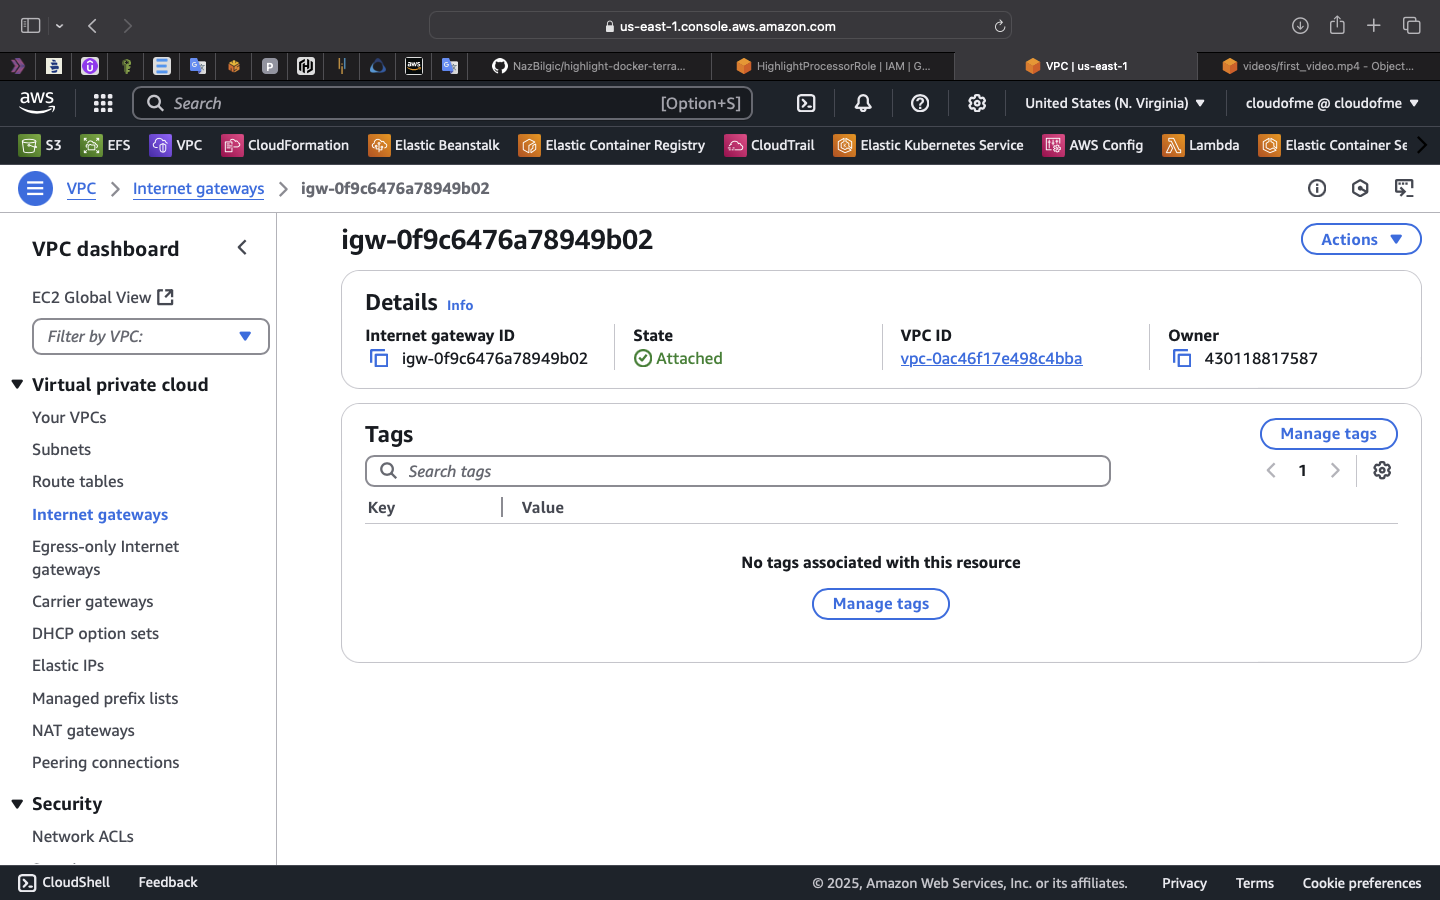 us-east-1.console.aws.amazon.com
NazBilgic/highlight-docker-terra...
HighlightProcessorRole | IAM | G...
VPC | us-east-1
videos/first_video.mp4 - Object...
aws
Search
[Option+S]
United States (N. Virginia)
cloudofme @ cloudofme
S3
EFS
VPC
CloudFormation
Elastic Beanstalk
Elastic Container Registry
CloudTrail
Elastic Kubernetes Service
AWS Config
Lambda
Elastic Container Se
VPC
Internet gateways
igw-0f9c6476a78949b02
VPC dashboard
EC2 Global View
Filter by VPC:
Virtual private cloud
Your VPCs
Subnets
Route tables
Internet gateways
Egress-only Internet
gateways
Carrier gateways
DHCP option sets
Elastic IPs
Managed prefix lists
NAT gateways
Peering connections
Security
Network ACLs
igw-0f9c6476a78949b02
Actions
Details Info
Internet gateway ID
igw-0f9c6476a78949b02
State
Attached
VPC ID
vpc-0ac46f17e498c4bba
Owner
430118817587
Tags
Manage tags
Search tags
1
Key
Value
No tags associated with this resource
Manage tags
CloudShell
Feedback
© 2025, Amazon Web Services, Inc. or its affiliates.
Privacy
Terms
Cookie preferences